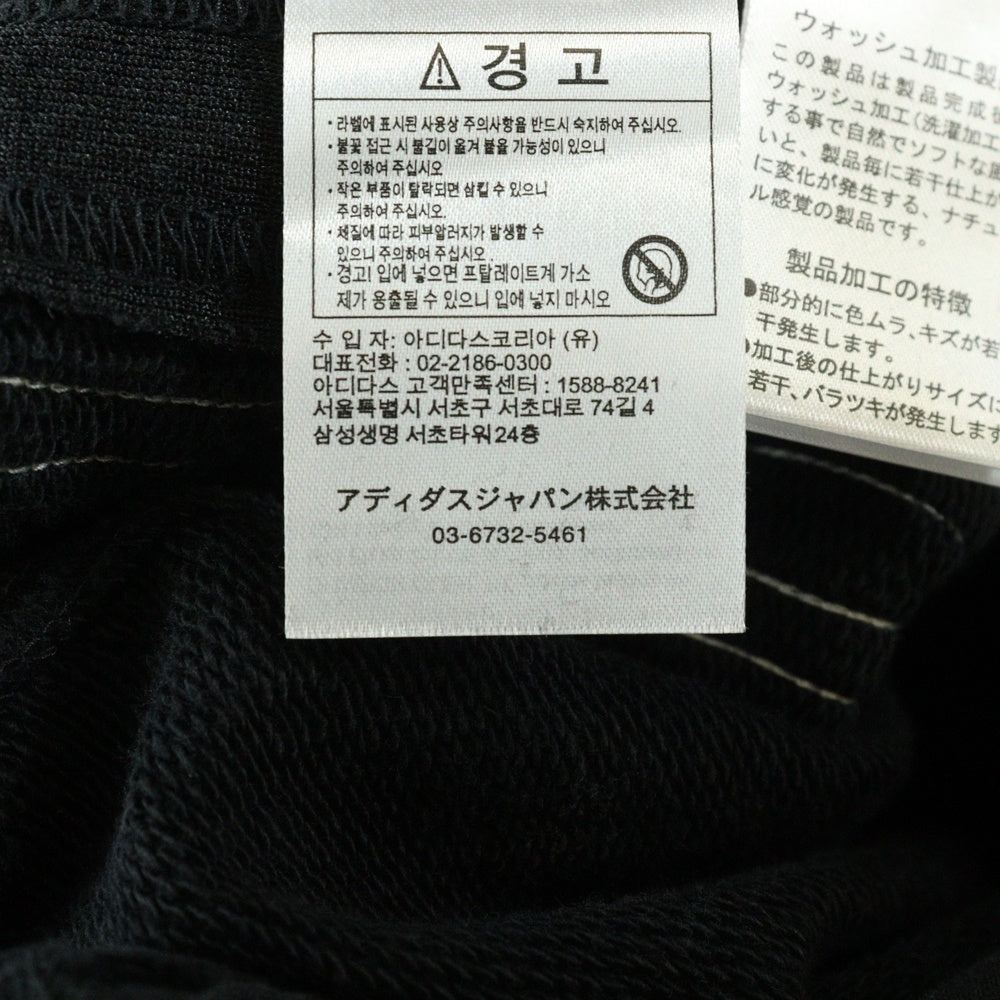 ⚠ 경 고
・라벨에 표시된 사용상 주의사항을 반드시 숙지하여 주십시오.
・불꽃 접근 시 불길이 옮겨 붙을 가능성이 있으니
주의하여 주십시오
・작은 부품이 탈락되면 삼킬 수 있으니
주의하여 주십시오.
・체질에 따라 피부알러지가 발생할 수
있으니 주의하여 주십시오 .
・경고! 입에 넣으면 프탈레이트계 가소
제가 용출될 수 있으니 입에 넣지 마시오
수 입 자: 아디다스코리아 (유)
대표전화 : 02-2186-0300
아디다스 고객만족센터 : 1588-8241
서울특별시 서초구 서초대로 74길 4
삼성생명 서초타워24층
アディダスジャパン株式会社
03-6732-5461
ウォッシュ加工製
この製品は製品完成
ウォッシュ加工(洗濯加工
する事で自然でソフトな
いと、製品毎に若干仕上が
に変化が発生する、ナチュ
ル感覚の製品です。
製品加工の特徴
●部分的に色ムラ、キズが若
干発生します。
●加工後の仕上がりサイズに
若干、バラツキが発生します